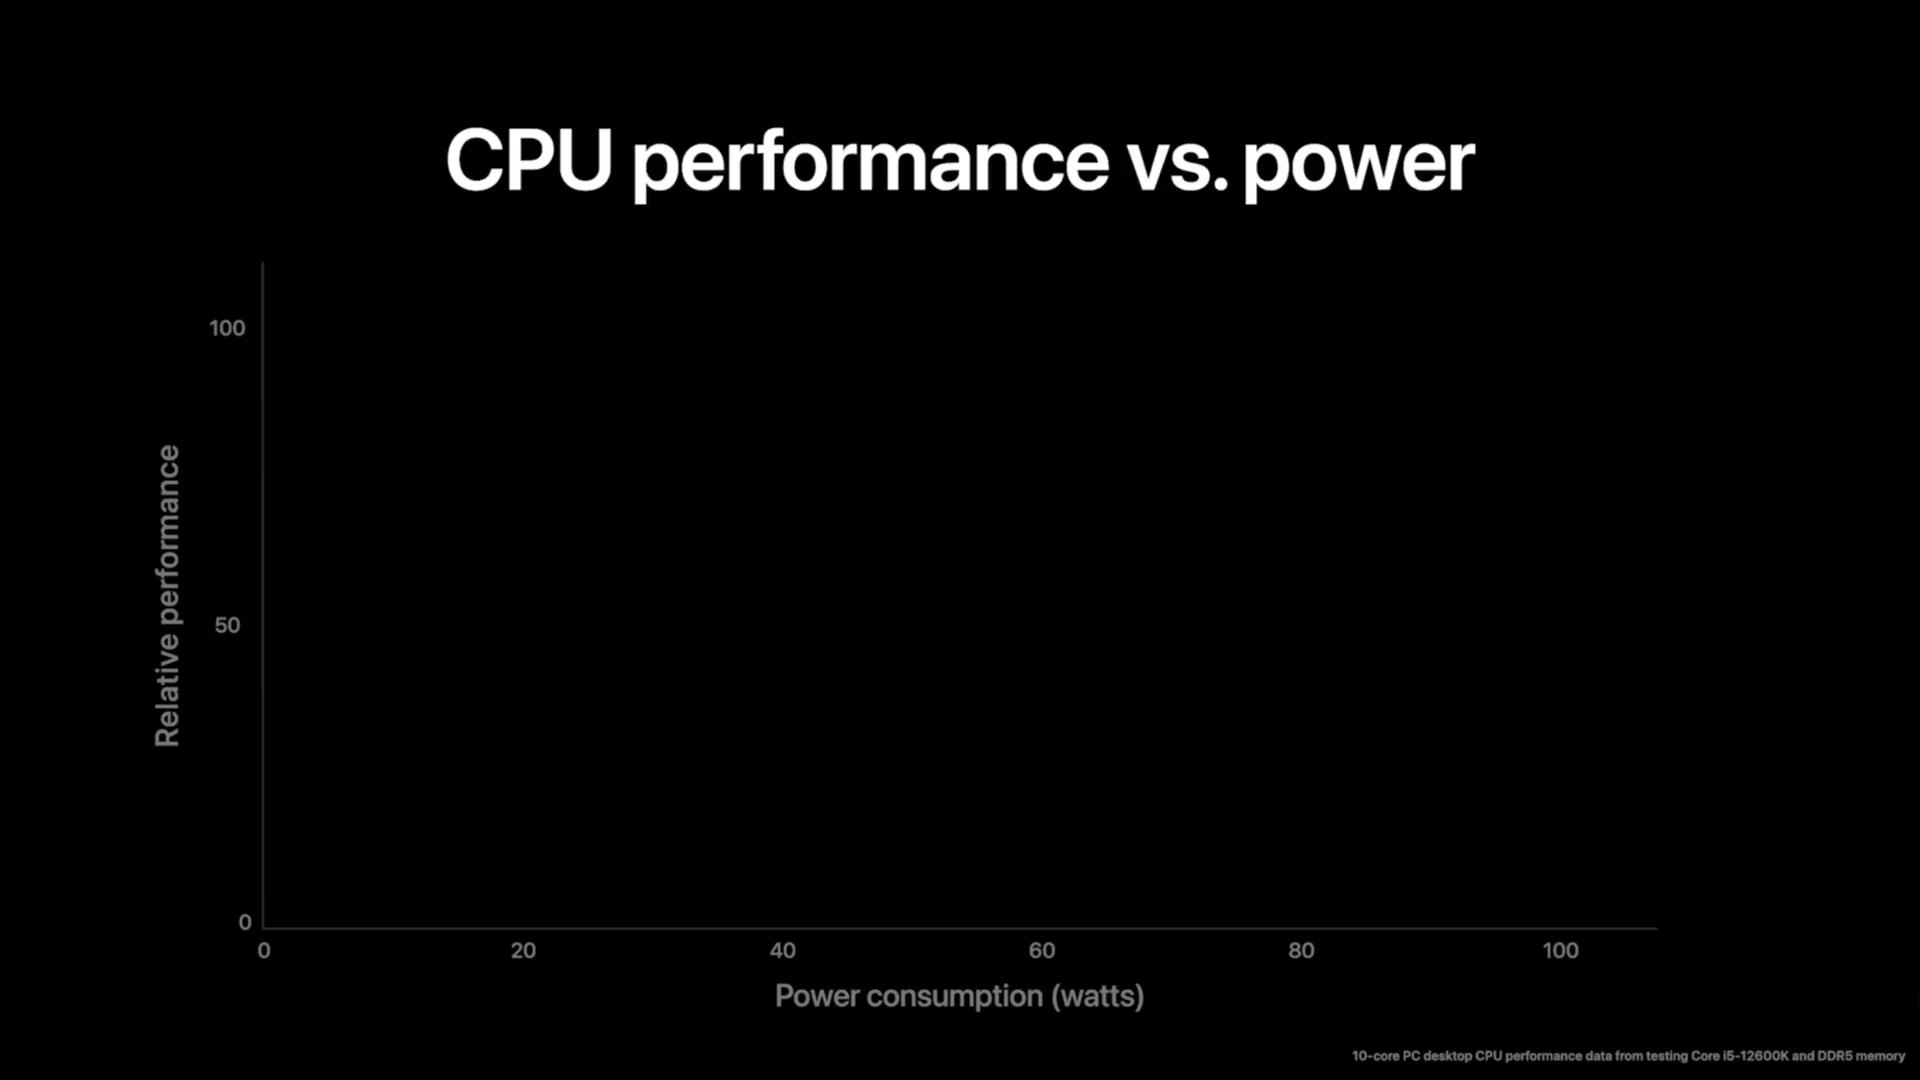 CPU performance vs. power
100
50
0
Relative performance
0 20 40 60 80 100
Power consumption (watts)
10-core PC desktop CPU performance data from testing Core i5-12600K and DDR5 memory